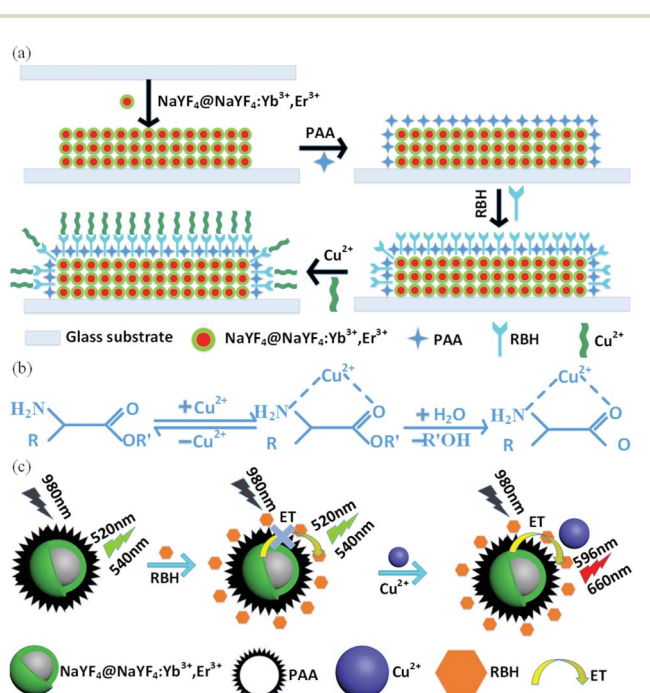 (a)
NaYF₄@NaYF₄:Yb³⁺,Er³⁺
PAA
RBH
Cu²⁺
Glass substrate NaYF₄@NaYF₄:Yb³⁺,Er³⁺ PAA RBH Cu²⁺
(b)
H₂N R O OR' +Cu²⁺ −Cu²⁺ Cu²⁺ H₂N R O OR' +H₂O −R'OH Cu²⁺ H₂N R O O
(c)
980nm 520nm 540nm
RBH
980nm ET 520nm 540nm
Cu²⁺
980nm ET 596nm 660nm
NaYF₄@NaYF₄:Yb³⁺,Er³⁺ PAA Cu²⁺ RBH ET